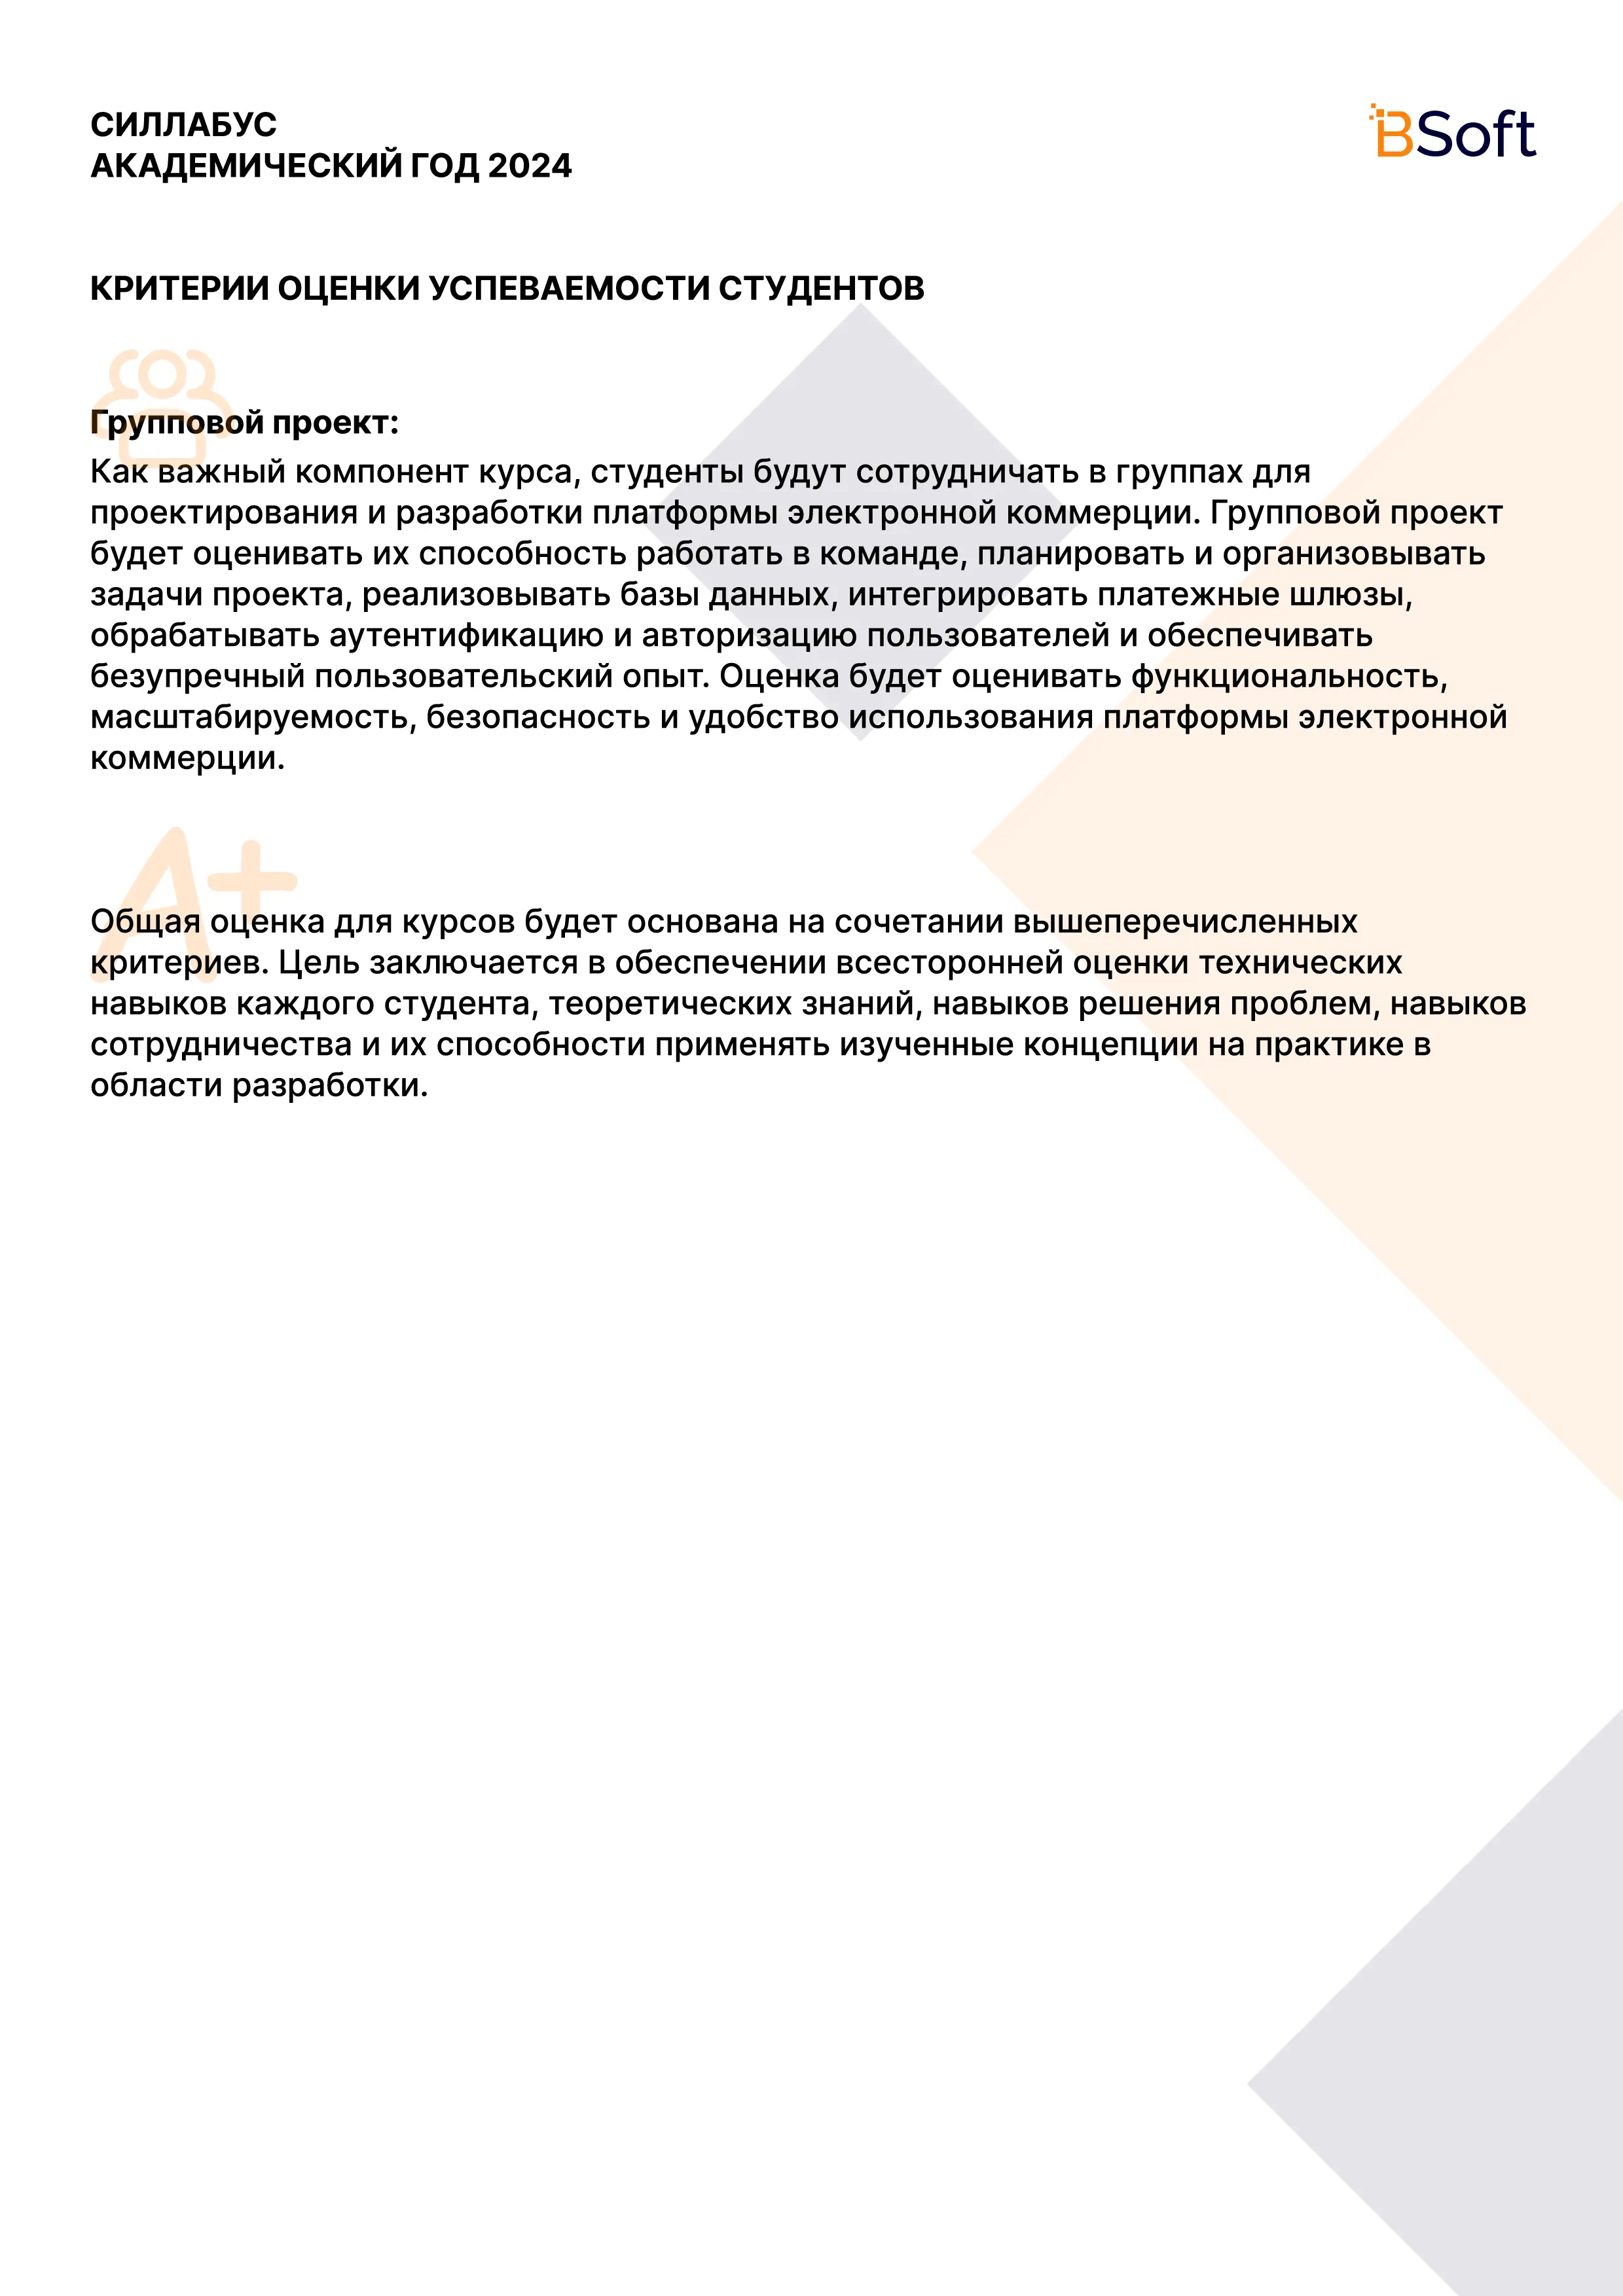 СИЛЛАБУС
АКАДЕМИЧЕСКИЙ ГОД 2024
BSoft
КРИТЕРИИ ОЦЕНКИ УСПЕВАЕМОСТИ СТУДЕНТОВ
Групповой проект:
Как важный компонент курса, студенты будут сотрудничать в группах для
проектирования и разработки платформы электронной коммерции. Групповой проект
будет оценивать их способность работать в команде, планировать и организовывать
задачи проекта, реализовывать базы данных, интегрировать платежные шлюзы,
обрабатывать аутентификацию и авторизацию пользователей и обеспечивать
безупречный пользовательский опыт. Оценка будет оценивать функциональность,
масштабируемость, безопасность и удобство использования платформы электронной
коммерции.
A+
Общая оценка для курсов будет основана на сочетании вышеперечисленных
критериев. Цель заключается в обеспечении всесторонней оценки технических
навыков каждого студента, теоретических знаний, навыков решения проблем, навыков
сотрудничества и их способности применять изученные концепции на практике в
области разработки.